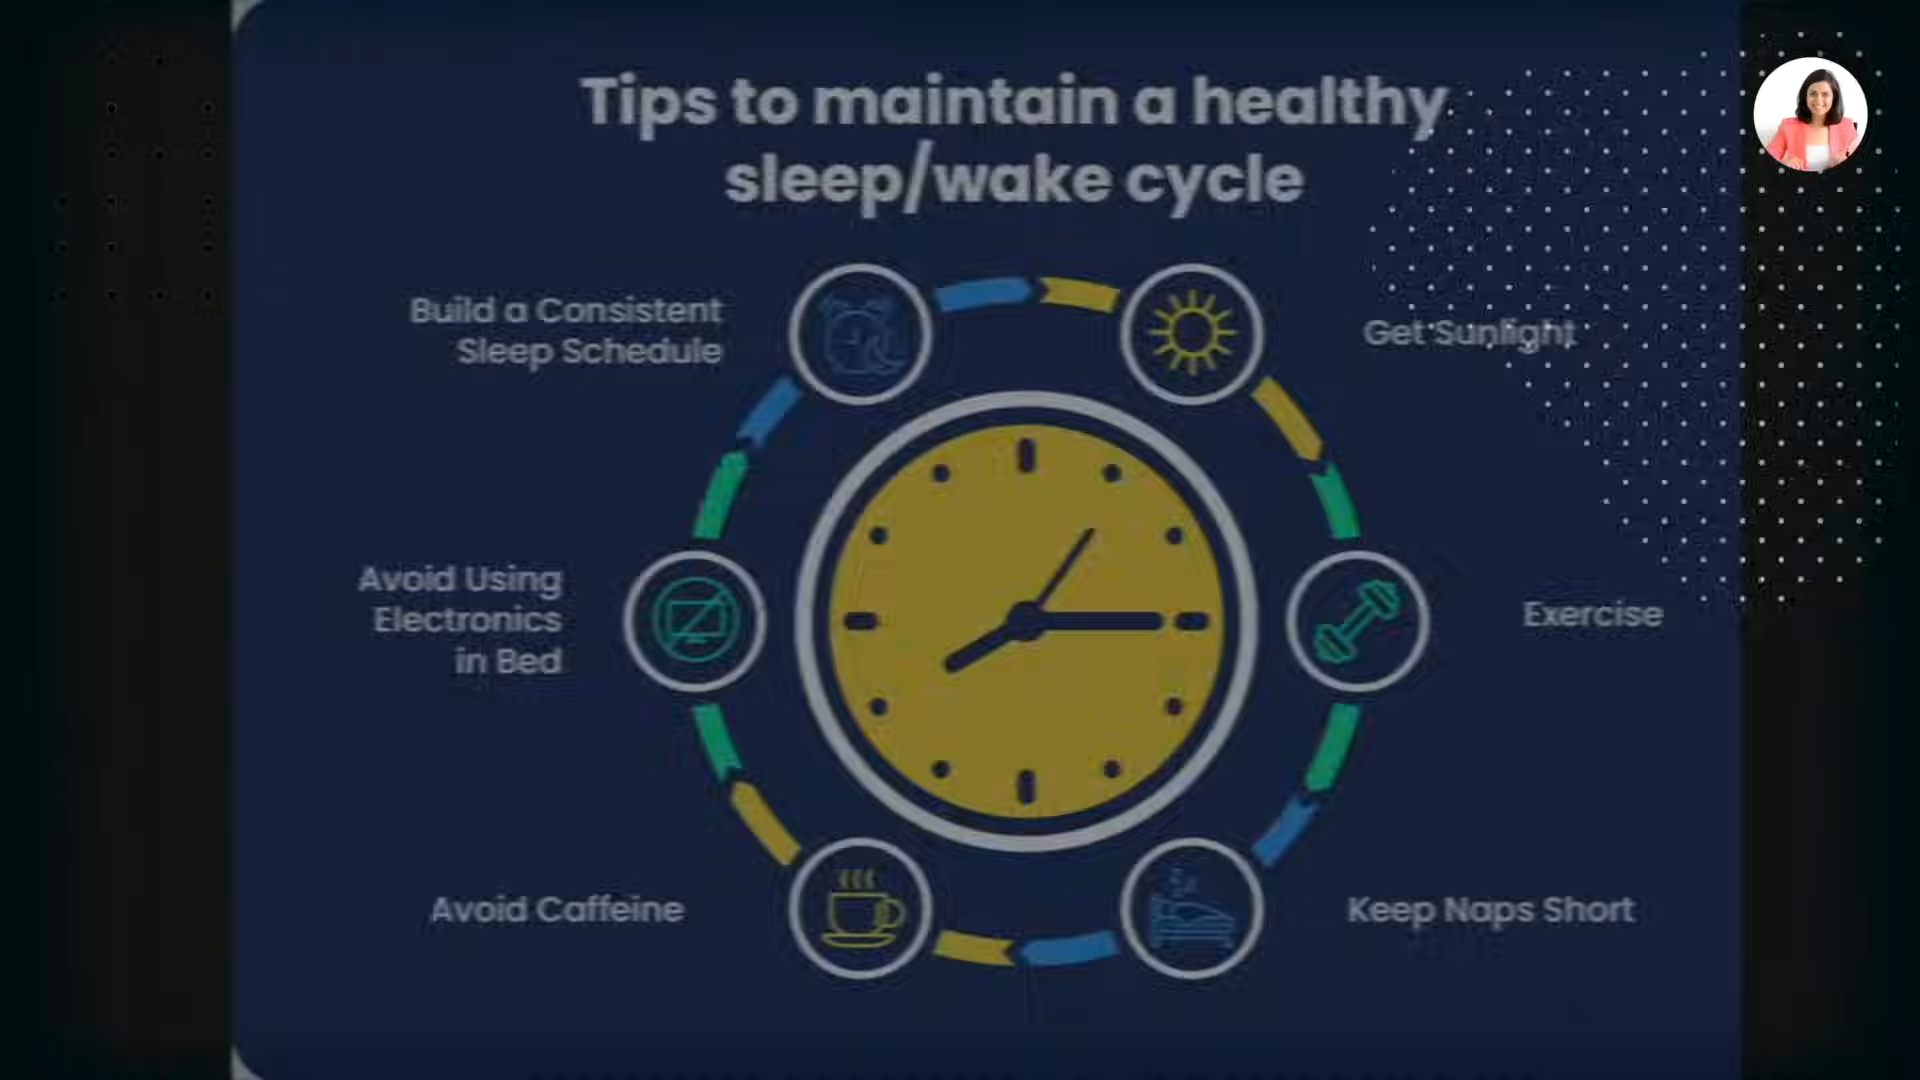 Tips to maintain a healthy
sleep/wake cycle
Build a Consistent
Sleep Schedule
Get Sunlight
Avoid Using
Electronics
in Bed
Exercise
Avoid Caffeine
Keep Naps Short